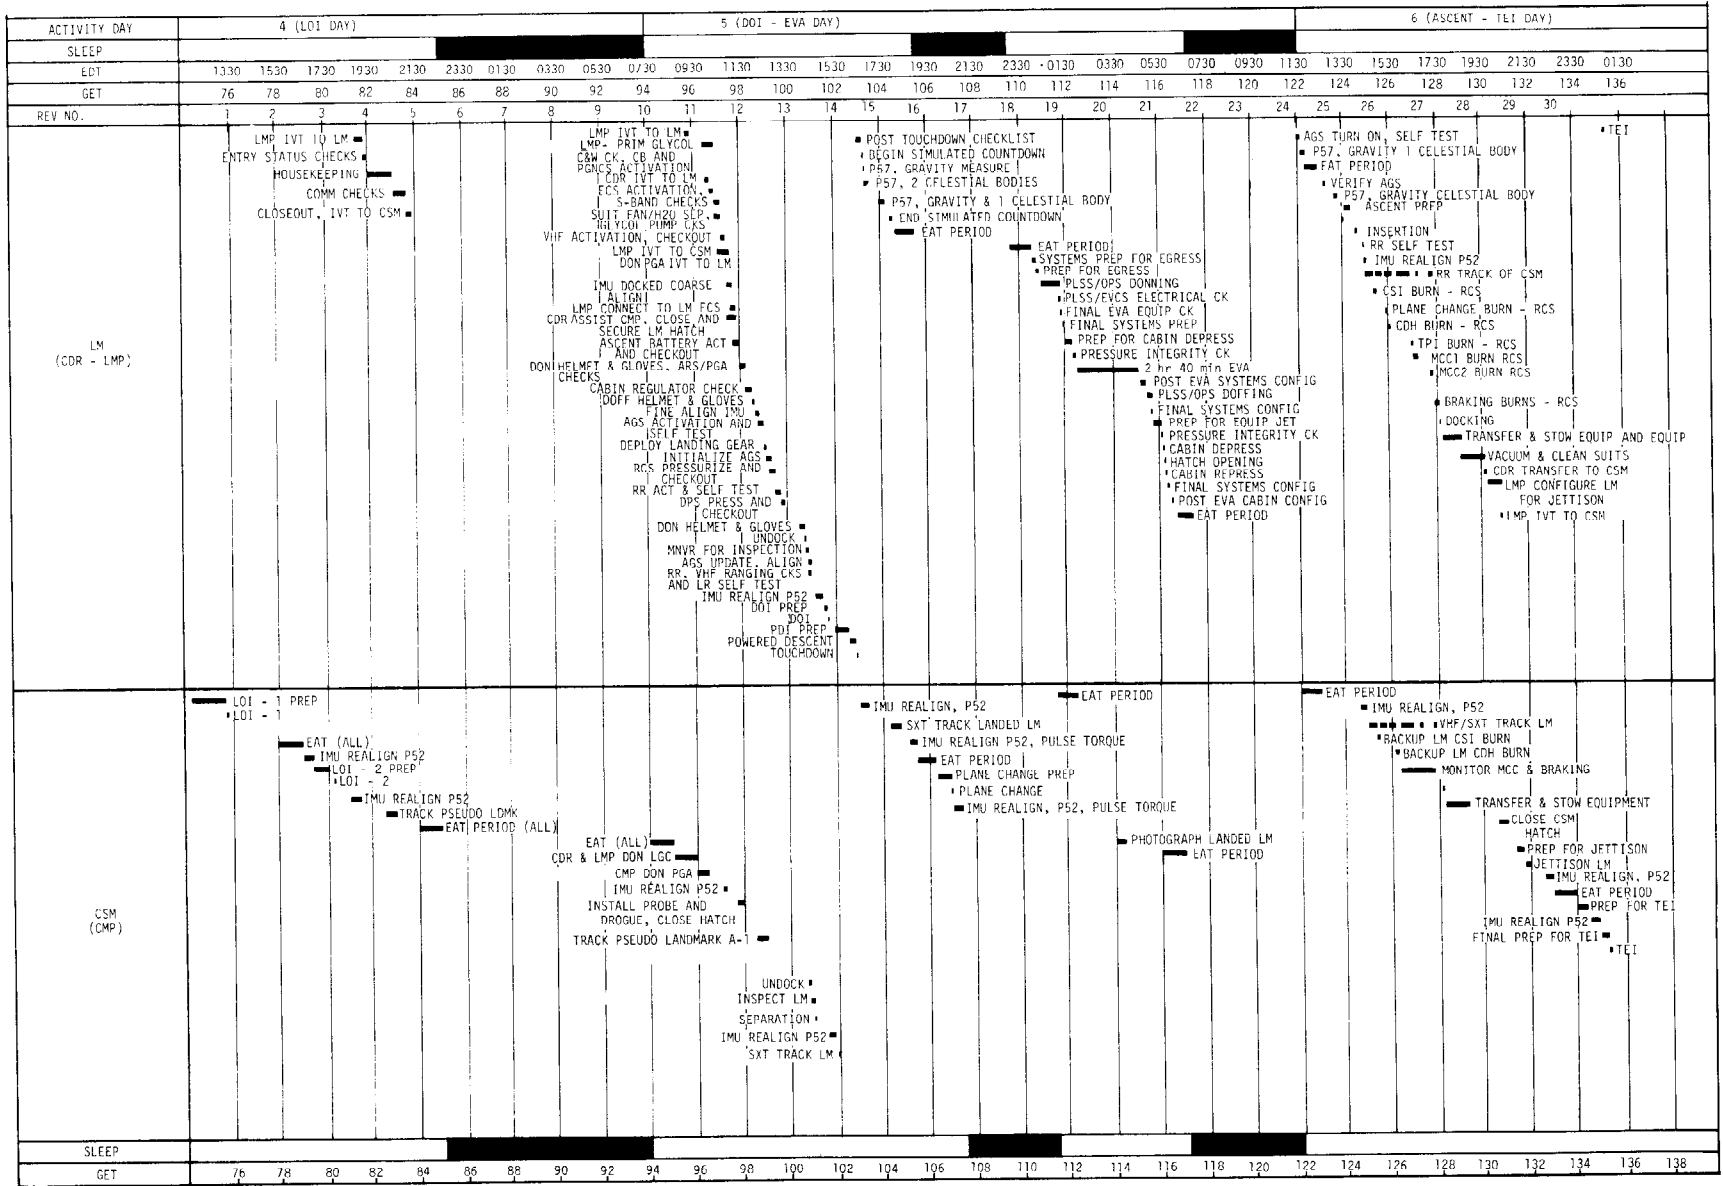 ACTIVITY DAY 4 (LOI DAY) 5 (DOI - EVA DAY) 6 (ASCENT - TEI DAY)
SLEEP
EDT 1330 1530 1730 1930 2130 2330 0130 0330 0530 0730 0930 1130 1330 1530 1730 1930 2130 2330 0130 0330 0530 0730 0930 1130 1330 1530 1730 1930 2130 2330 0130
GET 76 78 80 82 84 86 88 90 92 94 96 98 100 102 104 106 108 110 112 114 116 118 120 122 124 126 128 130 132 134 136
REV NO. 1 2 3 4 5 6 7 8 9 10 11 12 13 14 15 16 17 18 19 20 21 22 23 24 25 26 27 28 29 30
LM
(CDR - LMP)
LMP IVT TO LM
ENTRY STATUS CHECKS
HOUSEKEEPING
COMM CHECKS
CLOSEOUT, IVT TO CSM
LMP IVT TO LM
LMP- PRIM GLYCOL
C&W CK, CB AND
PGNCS ACTIVATION
CDR IVT TO LM
ECS ACTIVATION,
S-BAND CHECKS
SUIT FAN/H2O SEP,
GLYCOL PUMP CKS
VHF ACTIVATION, CHECKOUT
LMP IVT TO CSM
DON PGA IVT TO LM
IMU DOCKED COARSE
ALIGN
LMP CONNECT TO LM ECS
CDR ASSIST CMP, CLOSE AND
SECURE LM HATCH
ASCENT BATTERY ACT
AND CHECKOUT
DON HELMET & GLOVES, ARS/PGA
CHECKS
CABIN REGULATOR CHECK
DOFF HELMET & GLOVES
FINE ALIGN IMU
AGS ACTIVATION AND
SELF TEST
DEPLOY LANDING GEAR
INITIALIZE AGS
RCS PRESSURIZE AND
CHECKOUT
RR ACT & SELF TEST
DPS PRESS AND
CHECKOUT
DON HELMET & GLOVES
UNDOCK
MNVR FOR INSPECTION
AGS UPDATE, ALIGN
RR, VHF RANGING CKS
AND LR SELF TEST
IMU REALIGN P52
DOI PREP
DOI
PDI PREP
POWERED DESCENT
TOUCHDOWN
POST TOUCHDOWN CHECKLIST
BEGIN SIMULATED COUNTDOWN
P57, GRAVITY MEASURE
P57, 2 CELESTIAL BODIES
P57, GRAVITY & 1 CELESTIAL BODY
END SIMULATED COUNTDOWN
EAT PERIOD
EAT PERIOD
SYSTEMS PREP FOR EGRESS
PREP FOR EGRESS
PLSS/OPS DONNING
PLSS/EVCS ELECTRICAL CK
FINAL EVA EQUIP CK
FINAL SYSTEMS PREP
PREP FOR CABIN DEPRESS
PRESSURE INTEGRITY CK
2 hr 40 min EVA
POST EVA SYSTEMS CONFIG
PLSS/OPS DOFFING
FINAL SYSTEMS CONFIG
PREP FOR EQUIP JET
PRESSURE INTEGRITY CK
CABIN DEPRESS
HATCH OPENING
CABIN REPRESS
FINAL SYSTEMS CONFIG
POST EVA CABIN CONFIG
EAT PERIOD
AGS TURN ON, SELF TEST
P57, GRAVITY 1 CELESTIAL BODY
EAT PERIOD
VERIFY AGS
P57, GRAVITY CELESTIAL BODY
ASCENT PREP
INSERTION
RR SELF TEST
IMU REALIGN P52
RR TRACK OF CSM
CSI BURN - RCS
PLANE CHANGE BURN - RCS
CDH BURN - RCS
TPI BURN - RCS
MCC1 BURN RCS
MCC2 BURN RCS
BRAKING BURNS - RCS
DOCKING
TRANSFER & STOW EQUIP AND EQUIP
VACUUM & CLEAN SUITS
CDR TRANSFER TO CSM
LMP CONFIGURE LM
FOR JETTISON
LMP IVT TO CSM
TEI
CSM
(CMP)
LOI - 1 PREP
LOI - 1
EAT (ALL)
IMU REALIGN P52
LOI - 2 PREP
LOI - 2
IMU REALIGN P52
TRACK PSEUDO LDMK
EAT PERIOD (ALL)
EAT (ALL)
CDR & LMP DON LGC
CMP DON PGA
IMU REALIGN P52
INSTALL PROBE AND
DROGUE, CLOSE HATCH
TRACK PSEUDO LANDMARK A-1
UNDOCK
INSPECT LM
SEPARATION
IMU REALIGN P52
SXT TRACK LM
IMU REALIGN, P52
SXT TRACK LANDED LM
IMU REALIGN P52, PULSE TORQUE
EAT PERIOD
PLANE CHANGE PREP
PLANE CHANGE
IMU REALIGN, P52, PULSE TORQUE
EAT PERIOD
PHOTOGRAPH LANDED LM
EAT PERIOD
EAT PERIOD
IMU REALIGN, P52
VHF/SXT TRACK LM
BACKUP LM CSI BURN
BACKUP LM CDH BURN
MONITOR MCC & BRAKING
TRANSFER & STOW EQUIPMENT
CLOSE CSM
HATCH
PREP FOR JETTISON
JETTISON LM
IMU REALIGN, P52
EAT PERIOD
PREP FOR TEI
IMU REALIGN P52
FINAL PREP FOR TEI
TEI
SLEEP
GET 76 78 80 82 84 86 88 90 92 94 96 98 100 102 104 106 108 110 112 114 116 118 120 122 124 126 128 130 132 134 136 138